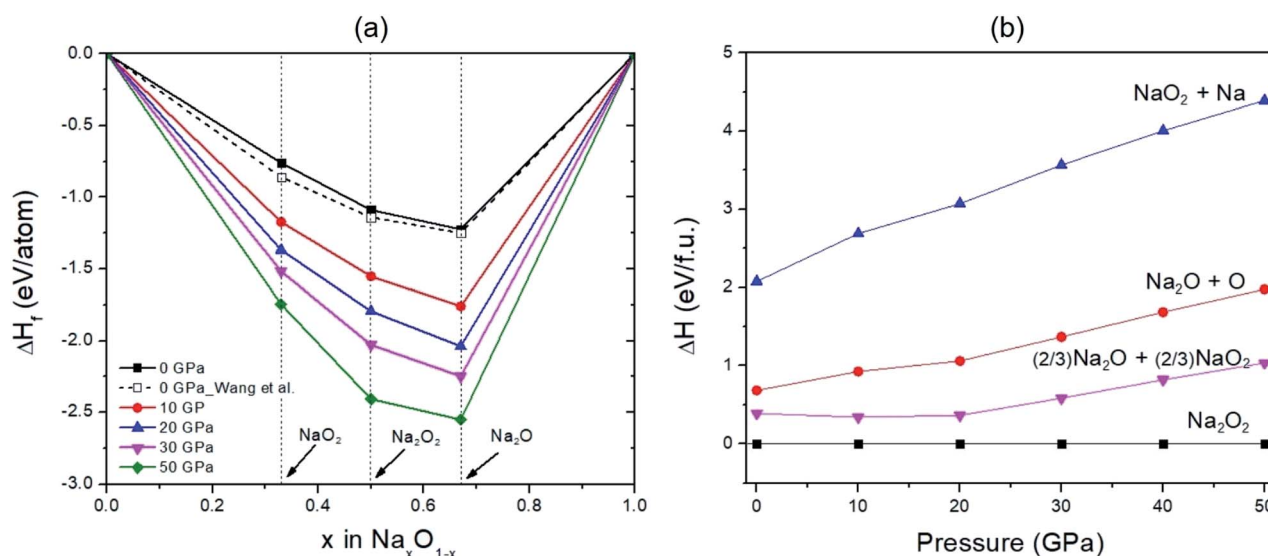 (a)
0.0
-0.5
-1.0
-1.5
-2.0
-2.5
-3.0
ΔH_f (eV/atom)
0 GPa
0 GPa_Wang et al.
10 GP
20 GPa
30 GPa
50 GPa
NaO₂
Na₂O₂
Na₂O
0.0 0.2 0.4 0.6 0.8 1.0
x in NaₓO₁₋ₓ
(b)
5
4
3
2
1
0
ΔH (eV/f.u.)
NaO₂ + Na
Na₂O + O
(2/3)Na₂O + (2/3)NaO₂
Na₂O₂
0 10 20 30 40 50
Pressure (GPa)